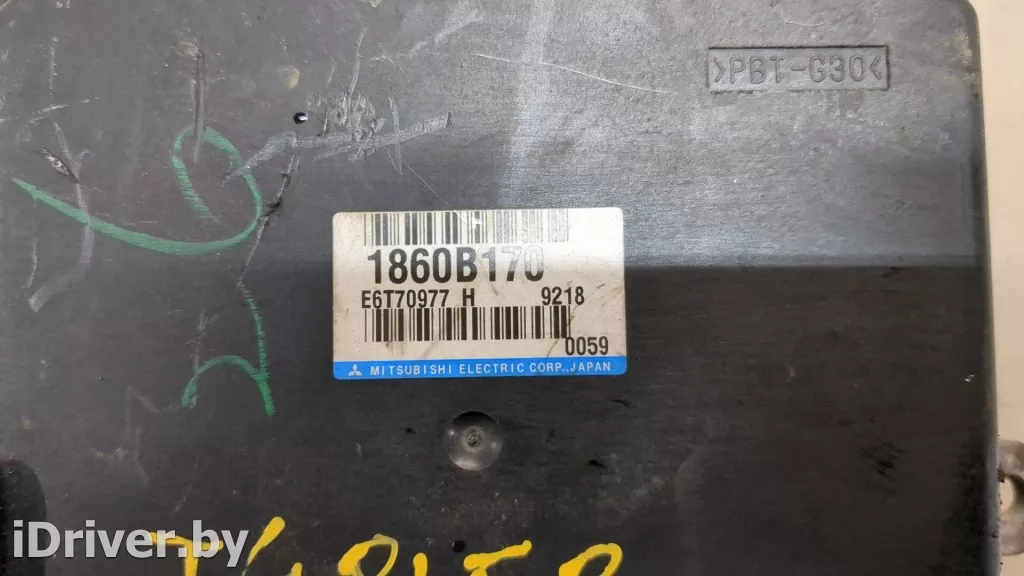 >PBT-G30<
1860B170
E6T70977 H 9218
0059
MITSUBISHI ELECTRIC CORP.,JAPAN
iDriver.by